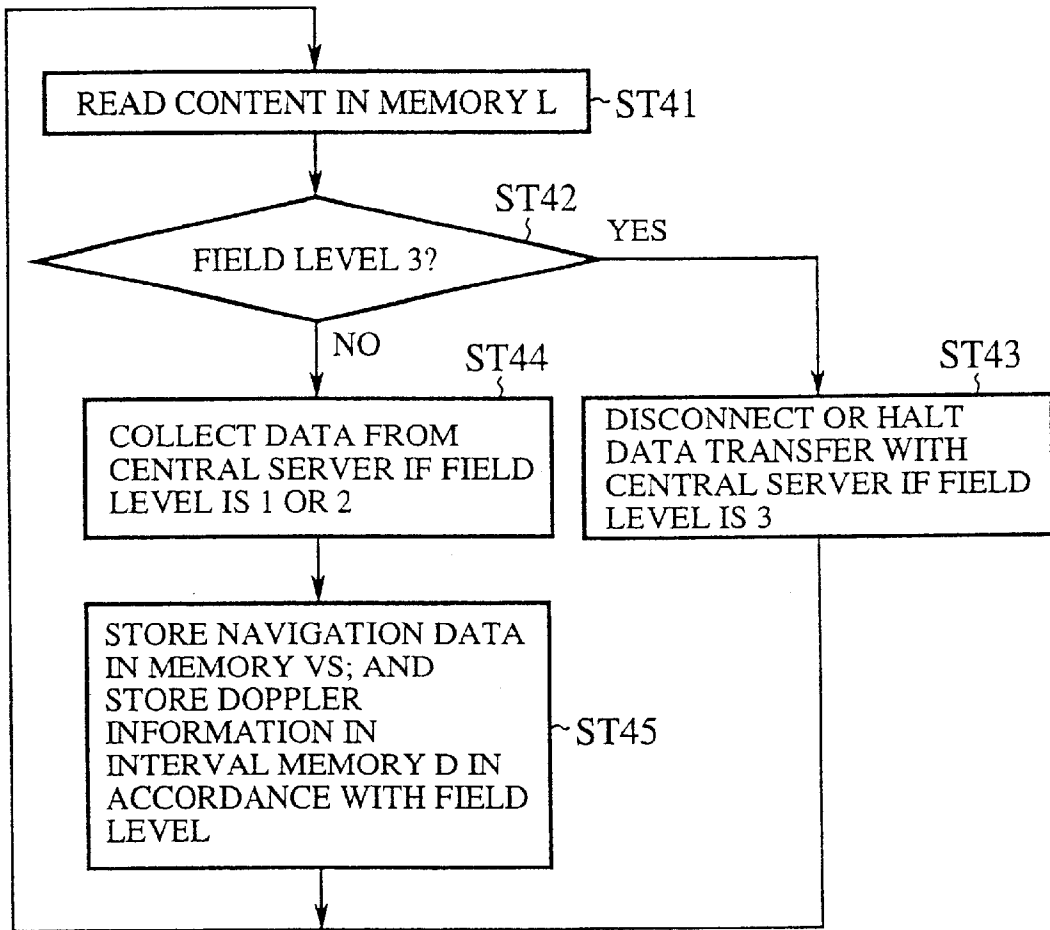 READ CONTENT IN MEMORY L
ST41
ST42
FIELD LEVEL 3?
YES
NO
ST44
COLLECT DATA FROM
CENTRAL SERVER IF FIELD
LEVEL IS 1 OR 2
ST43
DISCONNECT OR HALT
DATA TRANSFER WITH
CENTRAL SERVER IF FIELD
LEVEL IS 3
STORE NAVIGATION DATA
IN MEMORY VS; AND
STORE DOPPLER
INFORMATION IN
INTERVAL MEMORY D IN
ACCORDANCE WITH FIELD
LEVEL
ST45